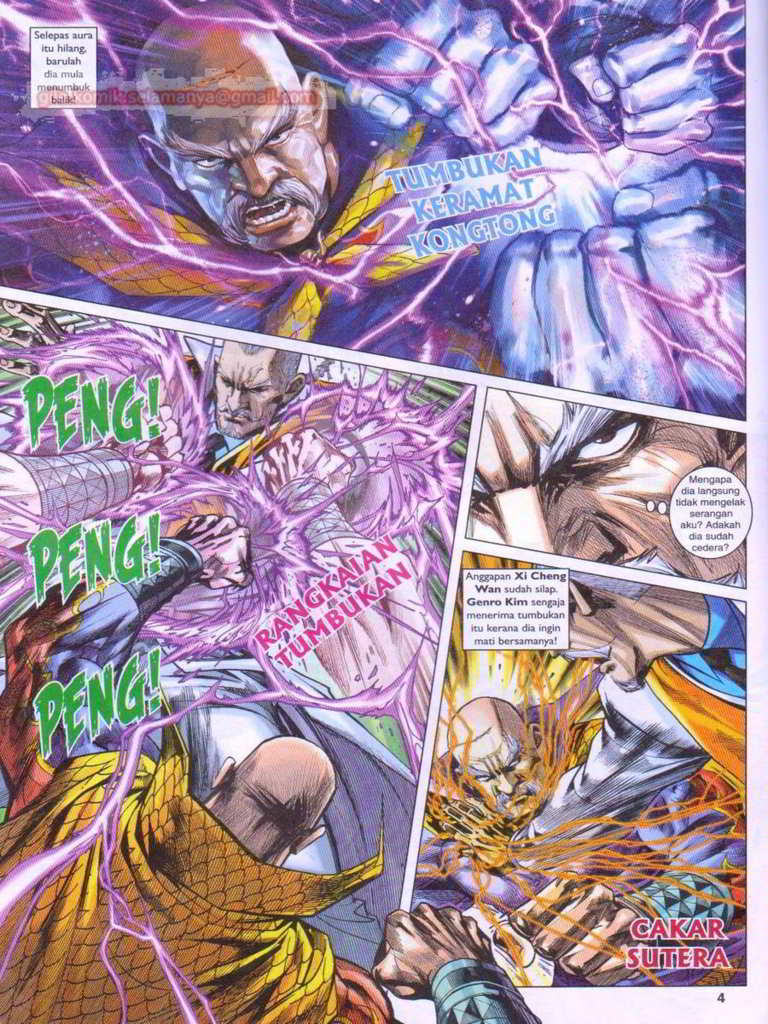 Selepas aura
itu hilang,
barulah
dia mula
menumbuk
balik!
TUMBUKAN
KERAMAT
KONGTONG
PENG!
PENG!
PENG!
RANGKAIAN
TUMBUKAN
Mengapa
dia langsung
tidak mengelak
serangan
aku? Adakah
dia sudah
cedera?
Anggapan Xi Cheng
Wan sudah silap.
Genro Kim sengaja
menerima tumbukan
itu kerana dia ingin
mati bersamanya!
CAKAR
SUTERA
4